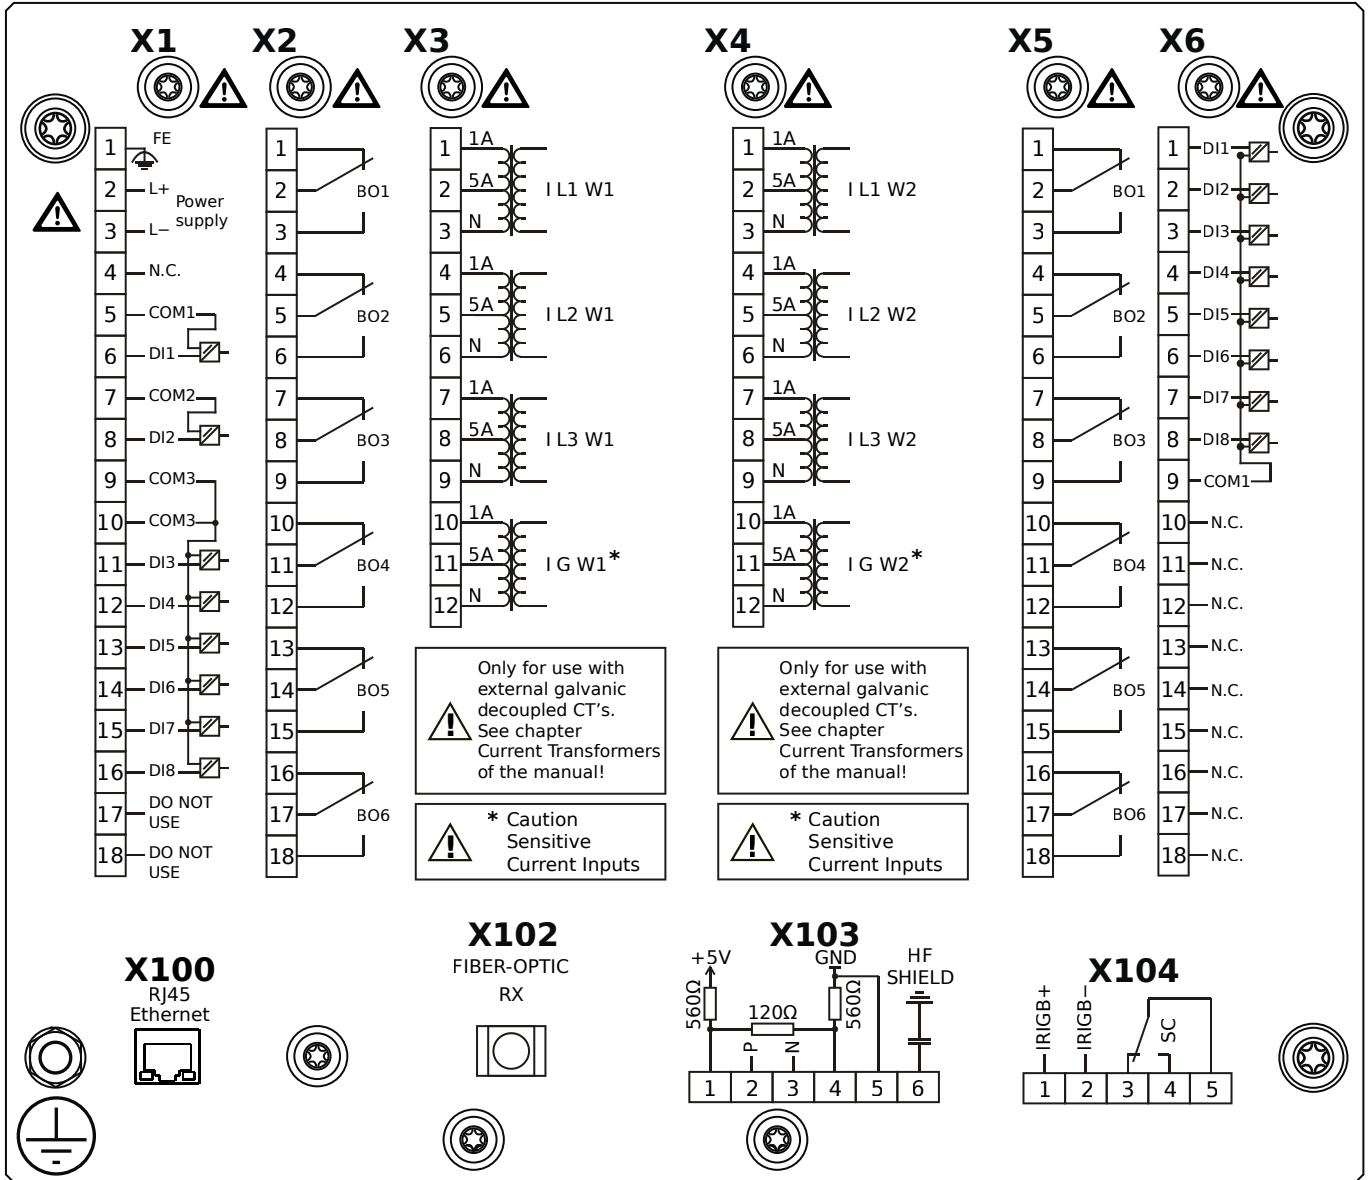 X1
X2
X3
X4
X5
X6
1 FE
2 L+
Power
supply
3 L−
4 N.C.
5 COM1
6 DI1
7 COM2
8 DI2
9 COM3
10 COM3
11 DI3
12 DI4
13 DI5
14 DI6
15 DI7
16 DI8
17 DO NOT
USE
18 DO NOT
USE
1
2 BO1
3
4
5 BO2
6
7
8 BO3
9
10
11 BO4
12
13
14 BO5
15
16
17 BO6
18
1 1A
2 5A I L1 W1
3 N
4 1A
5 5A I L2 W1
6 N
7 1A
8 5A I L3 W1
9 N
10 1A
11 5A I G W1*
12 N
Only for use with
external galvanic
decoupled CT's.
See chapter
Current Transformers
of the manual!
* Caution
Sensitive
Current Inputs
1 1A
2 5A I L1 W2
3 N
4 1A
5 5A I L2 W2
6 N
7 1A
8 5A I L3 W2
9 N
10 1A
11 5A I G W2*
12 N
Only for use with
external galvanic
decoupled CT's.
See chapter
Current Transformers
of the manual!
* Caution
Sensitive
Current Inputs
1
2 BO1
3
4
5 BO2
6
7
8 BO3
9
10
11 BO4
12
13
14 BO5
15
16
17 BO6
18
1 DI1
2 DI2
3 DI3
4 DI4
5 DI5
6 DI6
7 DI7
8 DI8
9 COM1
10 N.C.
11 N.C.
12 N.C.
13 N.C.
14 N.C.
15 N.C.
16 N.C.
17 N.C.
18 N.C.
X100
RJ45
Ethernet
X102
FIBER-OPTIC
RX
X103
+5V
GND
HF
SHIELD
560Ω
120Ω
560Ω
P
N
1 2 3 4 5 6
X104
IRIGB+
IRIGB−
SC
1 2 3 4 5